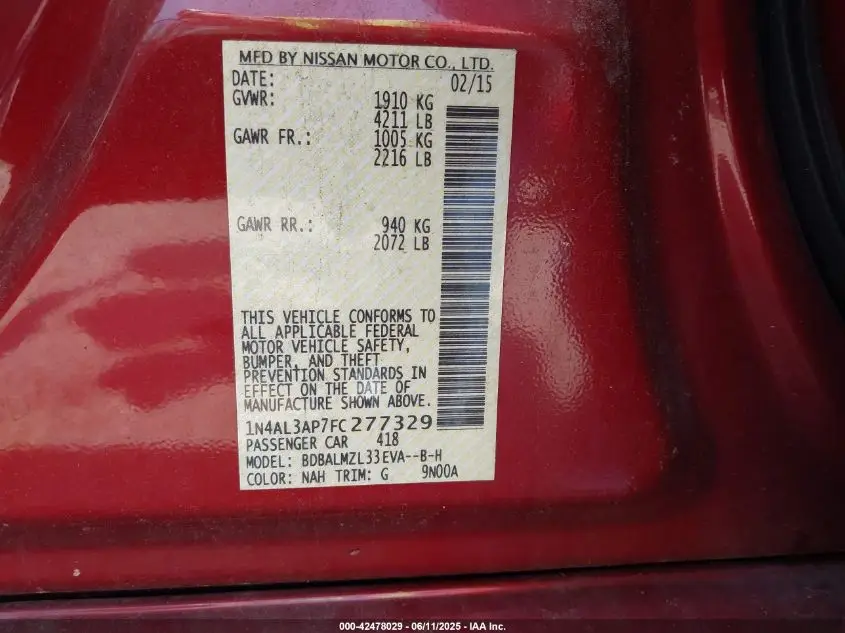 MFD BY NISSAN MOTOR CO., LTD.
DATE: 02/15
GVWR: 1910 KG
4211 LB
GAWR FR.: 1005 KG
2216 LB
GAWR RR.: 940 KG
2072 LB
THIS VEHICLE CONFORMS TO
ALL APPLICABLE FEDERAL
MOTOR VEHICLE SAFETY,
BUMPER, AND THEFT
PREVENTION STANDARDS IN
EFFECT ON THE DATE OF
MANUFACTURE SHOWN ABOVE.
1N4AL3AP7FC277329
PASSENGER CAR 418
MODEL: BDBALMZL33EVA--B-H
COLOR: NAH TRIM: G 9N00A
000-42478029 - 06/11/2025 - IAA Inc.